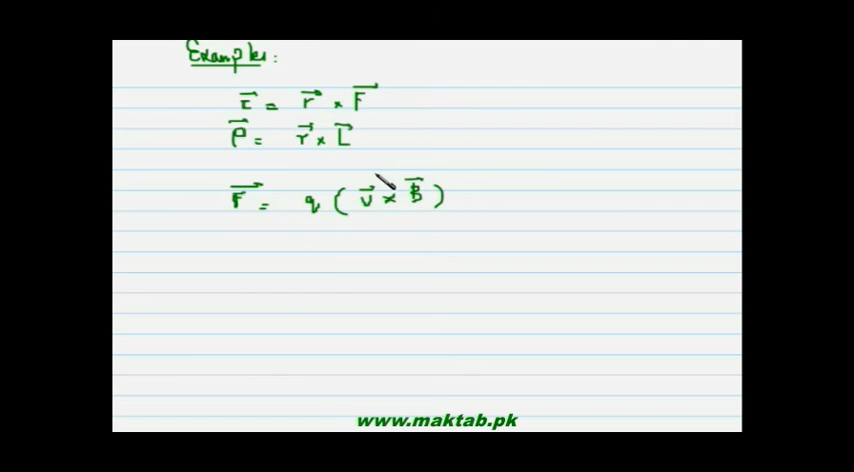 Examples:
τ⃗ = r⃗ × F⃗
P⃗ = r⃗ × L⃗
F⃗ = q ( v⃗ × B⃗ )
www.maktab.pk